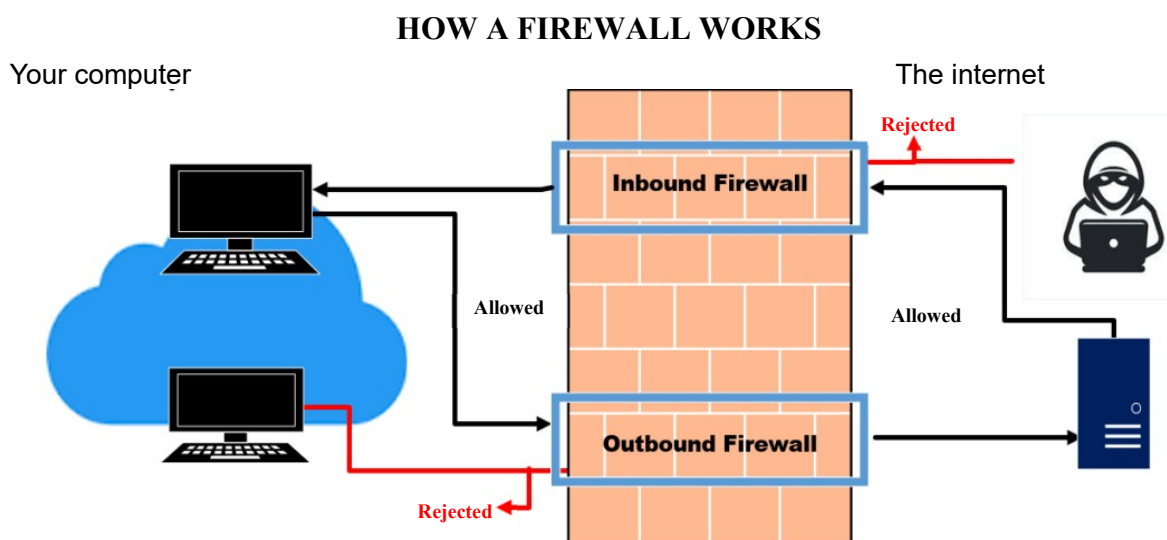 HOW A FIREWALL WORKS
Your computer
The internet
Rejected
Inbound Firewall
Allowed
Allowed
Outbound Firewall
Rejected